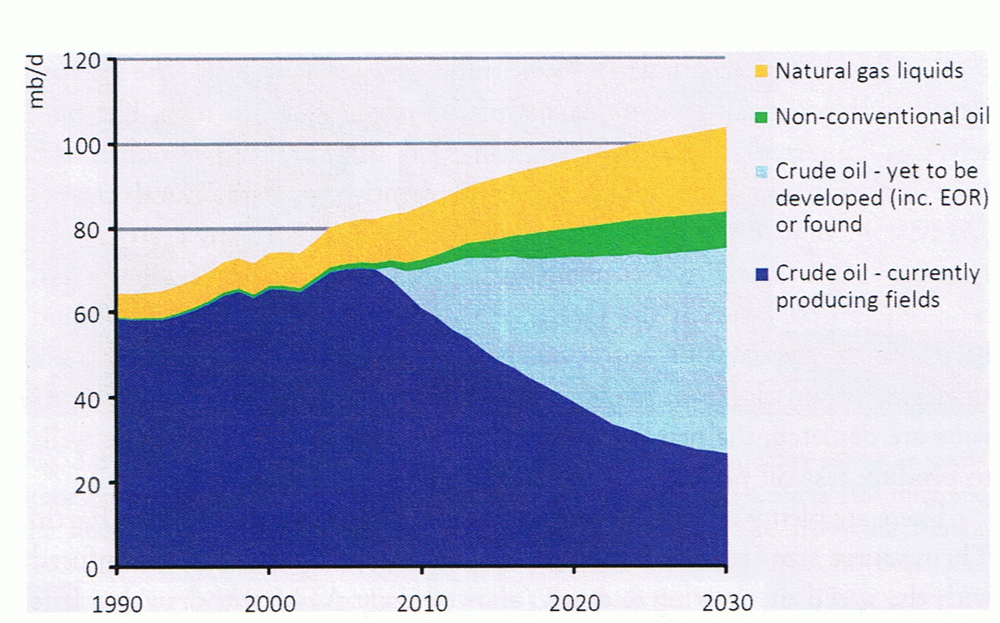 mb/d
120
100
80
60
40
20
0
1990 2000 2010 2020 2030
Natural gas liquids
Non-conventional oil
Crude oil - yet to be
developed (inc. EOR)
or found
Crude oil - currently
producing fields